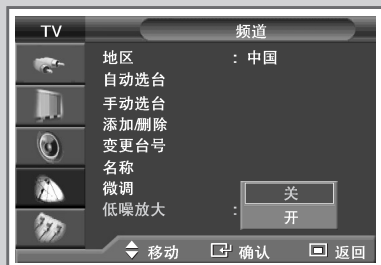 TV 频道
地区 : 中国
自动选台
手动选台
添加/删除
变更台号
名称
微调
低噪放大 :
关
开
移动 确认 返回